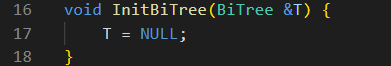 16 void InitBiTree(BiTree &T) {
17     T = NULL;
18 }